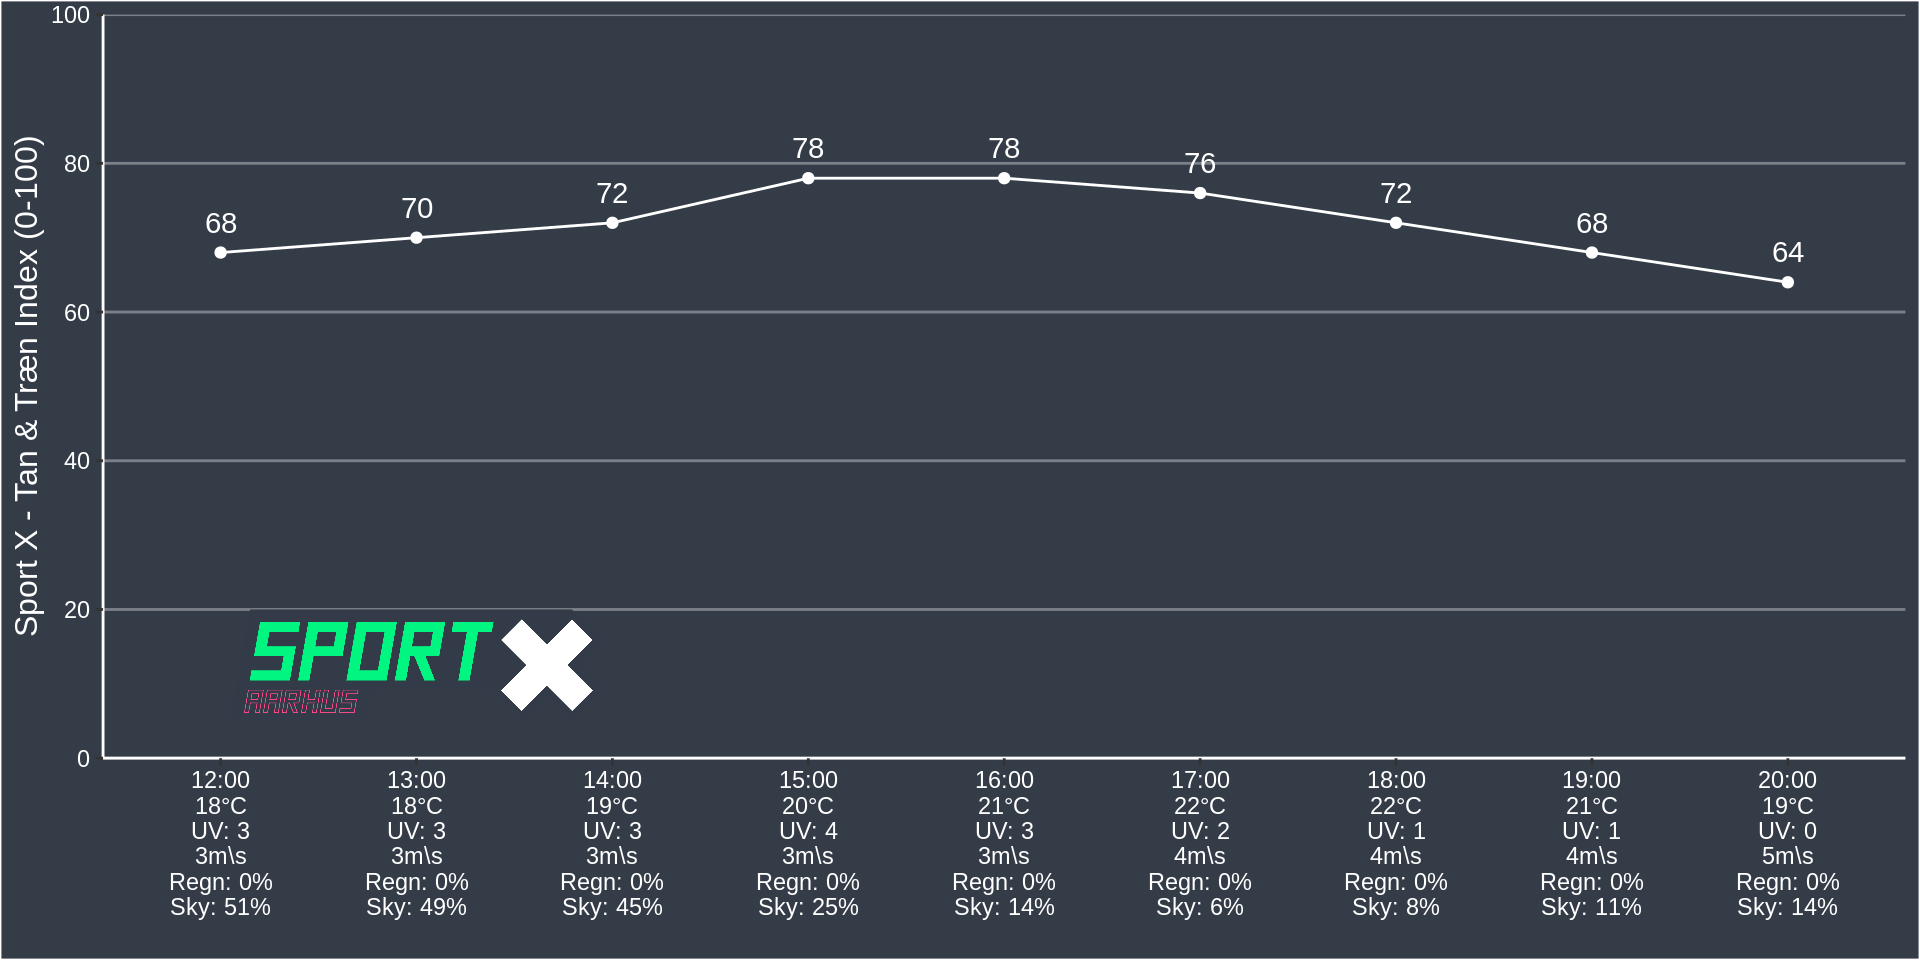 Sport X - Tan & Træn Index (0-100)
100
80
60
40
20
0
68 70 72 78 78 76 72 68 64
SPORT X
AARHUS
12:00 13:00 14:00 15:00 16:00 17:00 18:00 19:00 20:00
18°C 18°C 19°C 20°C 21°C 22°C 22°C 21°C 19°C
UV: 3 UV: 3 UV: 3 UV: 4 UV: 3 UV: 2 UV: 1 UV: 1 UV: 0
3m\s 3m\s 3m\s 3m\s 3m\s 4m\s 4m\s 4m\s 5m\s
Regn: 0% Regn: 0% Regn: 0% Regn: 0% Regn: 0% Regn: 0% Regn: 0% Regn: 0% Regn: 0%
Sky: 51% Sky: 49% Sky: 45% Sky: 25% Sky: 14% Sky: 6% Sky: 8% Sky: 11% Sky: 14%